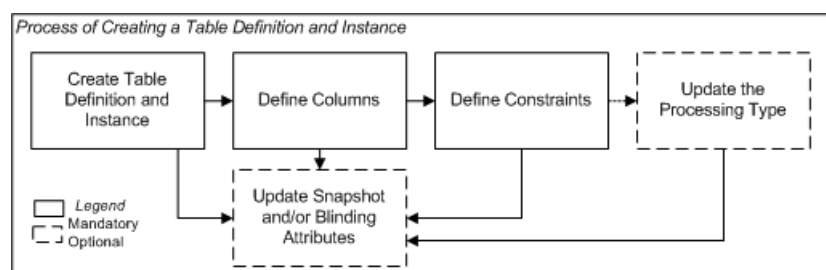 Process of Creating a Table Definition and Instance
Create Table
Definition and
Instance
Define Columns
Define Constraints
Update the
Processing Type
Update Snapshot
and/or Blinding
Attributes
Legend
Mandatory
Optional